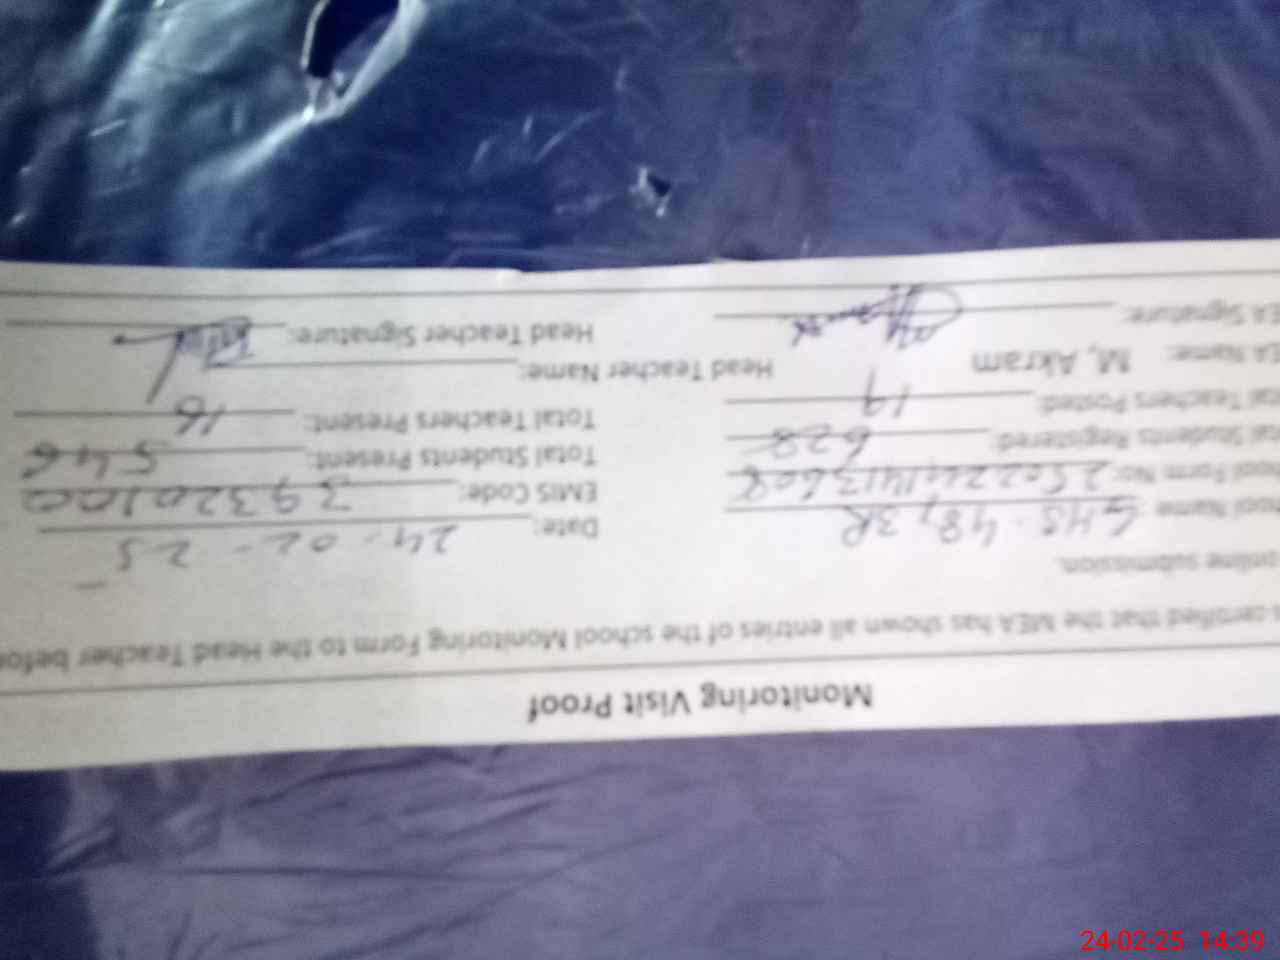 Monitoring Visit Proof
certified that the MEA has shown all entries of the school Monitoring Form to the Head Teacher befor
online submission.
ool Name GHS. 48/3R Date: 24-02-25
ool Form No: EMIS Code: 39320100
tal Students Registered: 628 Total Students Present: 546
tal Teachers Posted: 19 Total Teachers Present: 16
EA Name: M, Akram Head Teacher Name:
EA Signature: Head Teacher Signature:
24-02-25 14:39